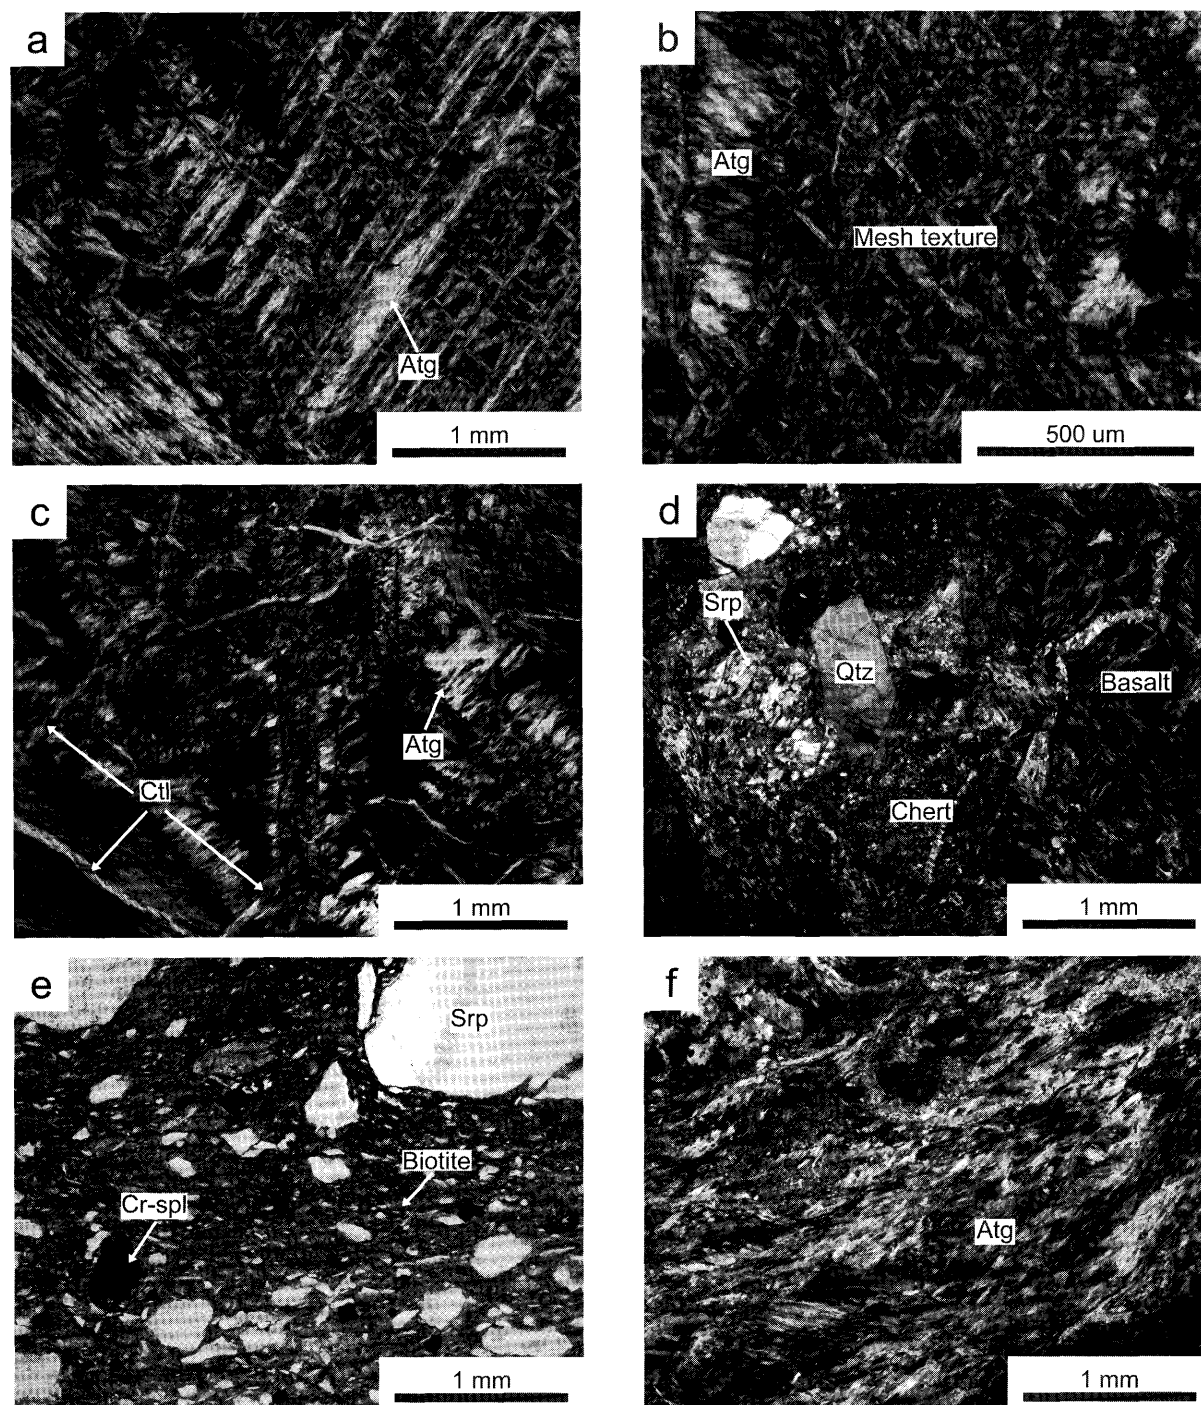 a
Atg
1 mm
b
Atg
Mesh texture
500 um
c
Atg
Ctl
1 mm
d
Srp
Qtz
Basalt
Chert
1 mm
e
Srp
Biotite
Cr-spl
1 mm
f
Atg
1 mm